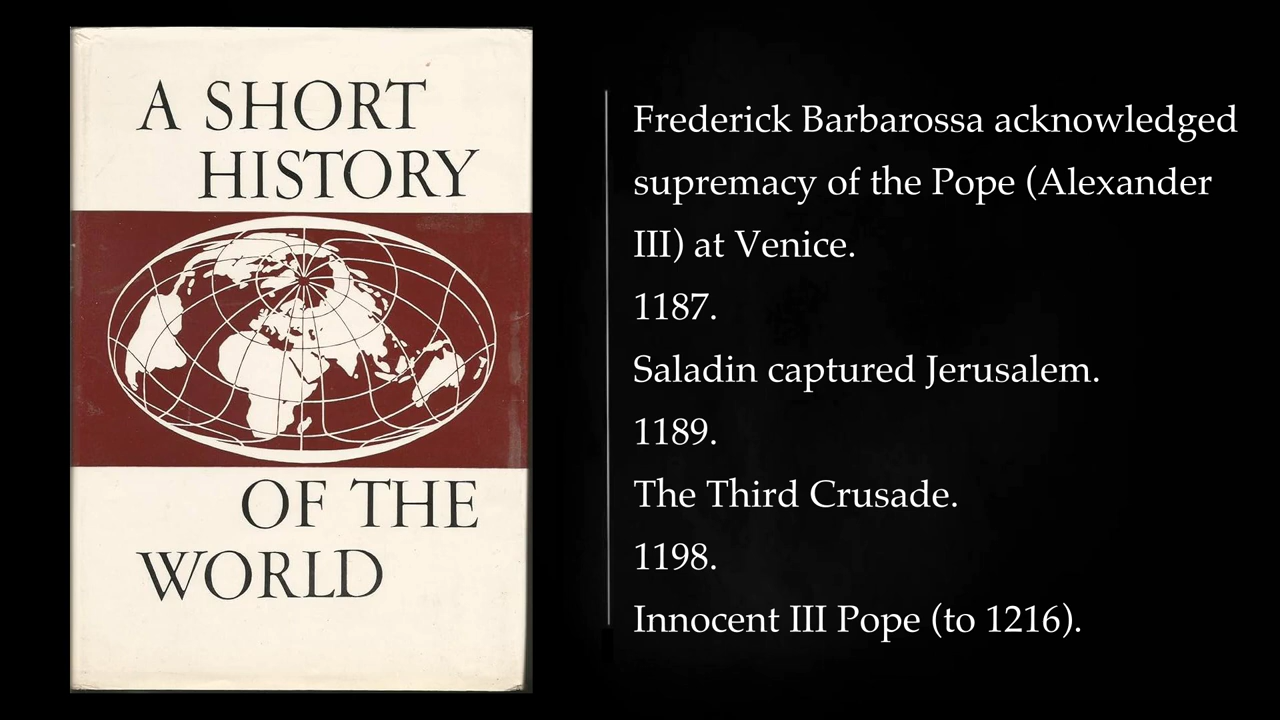 A SHORT
HISTORY
OF THE
WORLD
Frederick Barbarossa acknowledged
supremacy of the Pope (Alexander
III) at Venice.
1187.
Saladin captured Jerusalem.
1189.
The Third Crusade.
1198.
Innocent III Pope (to 1216).